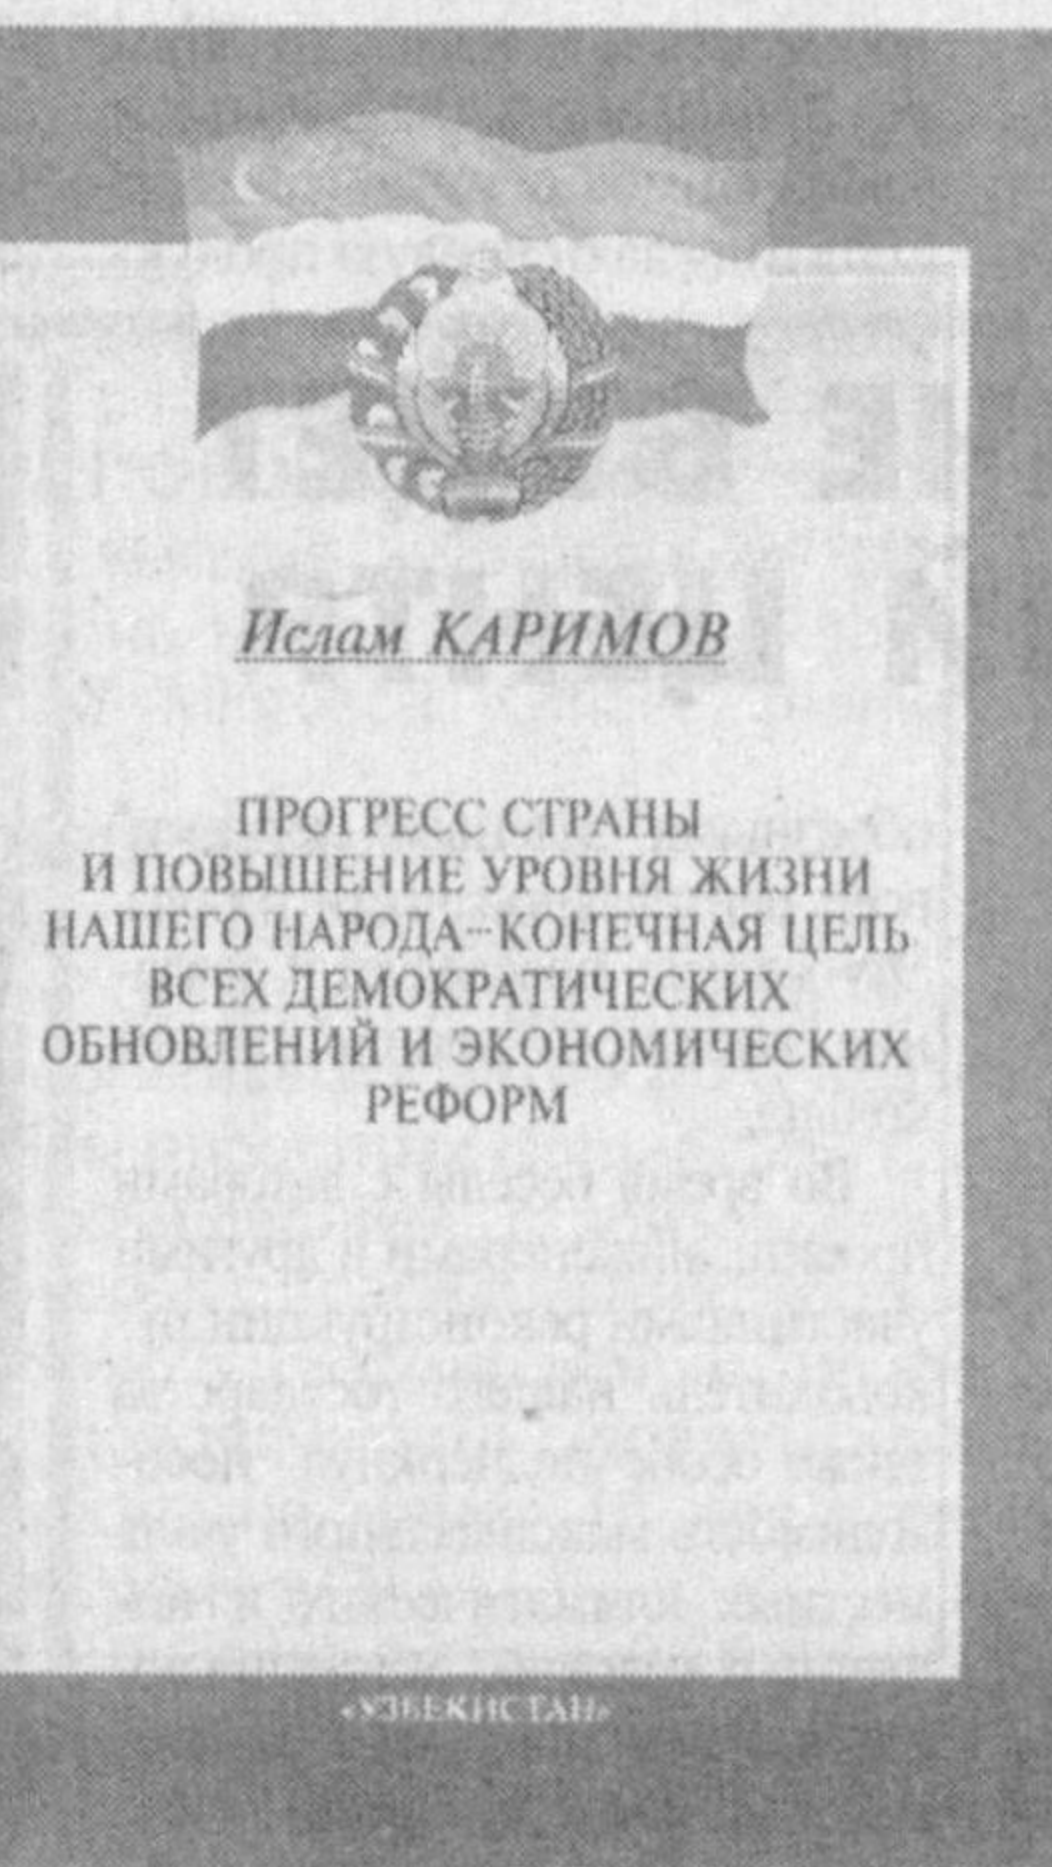 Ислам КАРИМОВ
ПРОГРЕСС СТРАНЫ
И ПОВЫШЕНИЕ УРОВНЯ ЖИЗНИ
НАШЕГО НАРОДА--КОНЕЧНАЯ ЦЕЛЬ
ВСЕХ ДЕМОКРАТИЧЕСКИХ
ОБНОВЛЕНИЙ И ЭКОНОМИЧЕСКИХ
РЕФОРМ
«УЗБЕКИСТАН»